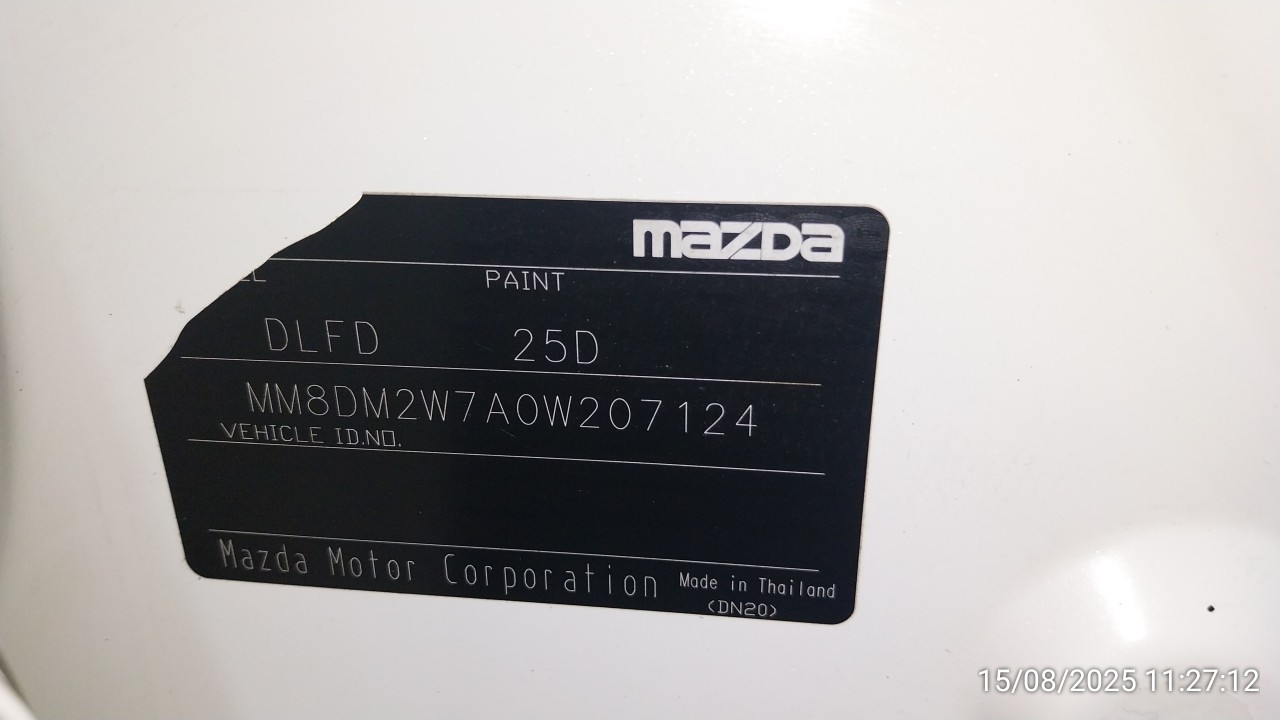 mazda
PAINT
DLFD 25D
MM8DM2W7A0W207124
VEHICLE ID.NO.
Mazda Motor Corporation Made in Thailand
(DN20)
15/08/2025 11:27:12